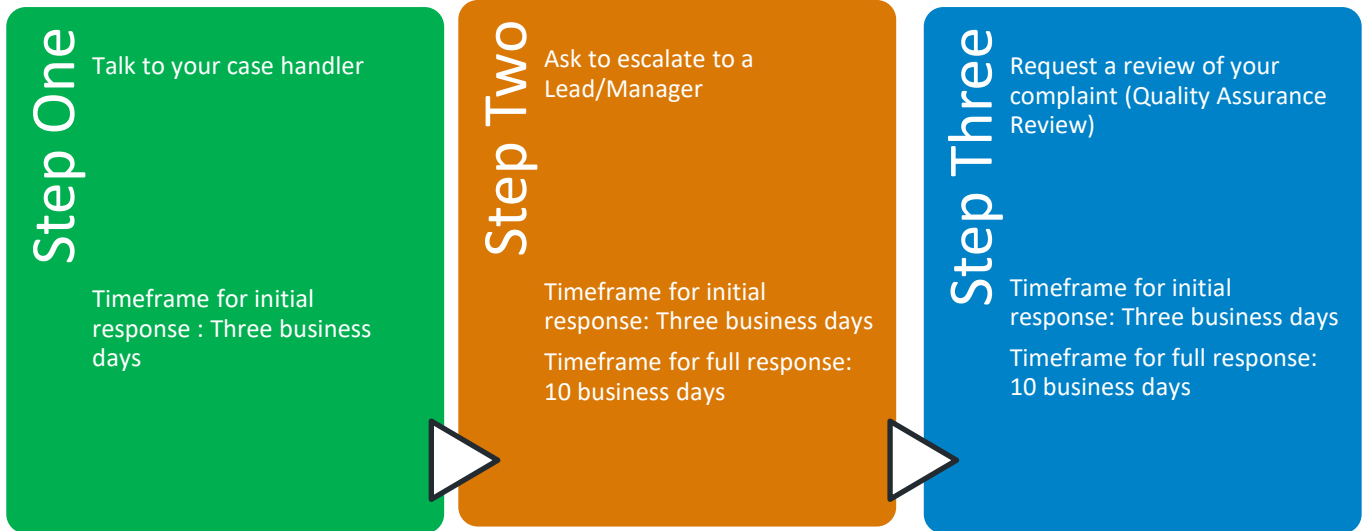 Step One
Talk to your case handler
Timeframe for initial
response : Three business
days
Step Two
Ask to escalate to a
Lead/Manager
Timeframe for initial
response: Three business days
Timeframe for full response:
10 business days
Step Three
Request a review of your
complaint (Quality Assurance
Review)
Timeframe for initial
response: Three business days
Timeframe for full response:
10 business days